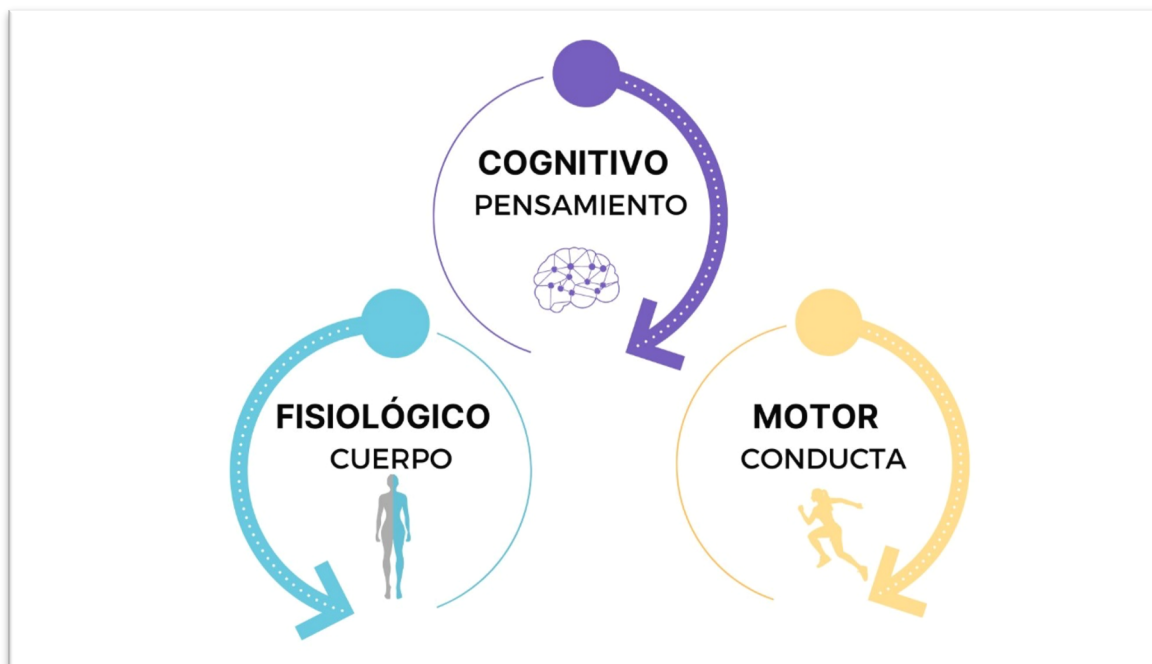 COGNITIVO
PENSAMIENTO
FISIOLÓGICO
CUERPO
MOTOR
CONDUCTA